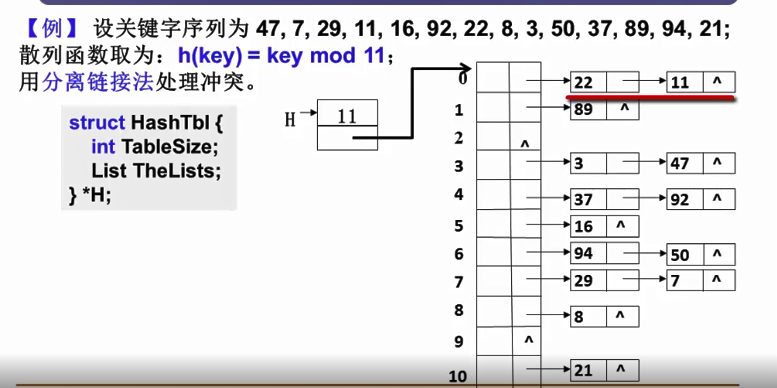 【例】 设关键字序列为 47, 7, 29, 11, 16, 92, 22, 8, 3, 50, 37, 89, 94, 21;
散列函数取为: h(key) = key mod 11;
用分离链接法处理冲突。
struct HashTbl {
int TableSize;
List TheLists;
} *H;
H 11
0 22 11 ^
1 89 ^
2 ^
3 3 47 ^
4 37 92 ^
5 16 ^
6 94 50 ^
7 29 7 ^
8 8 ^
9 ^
10 21 ^